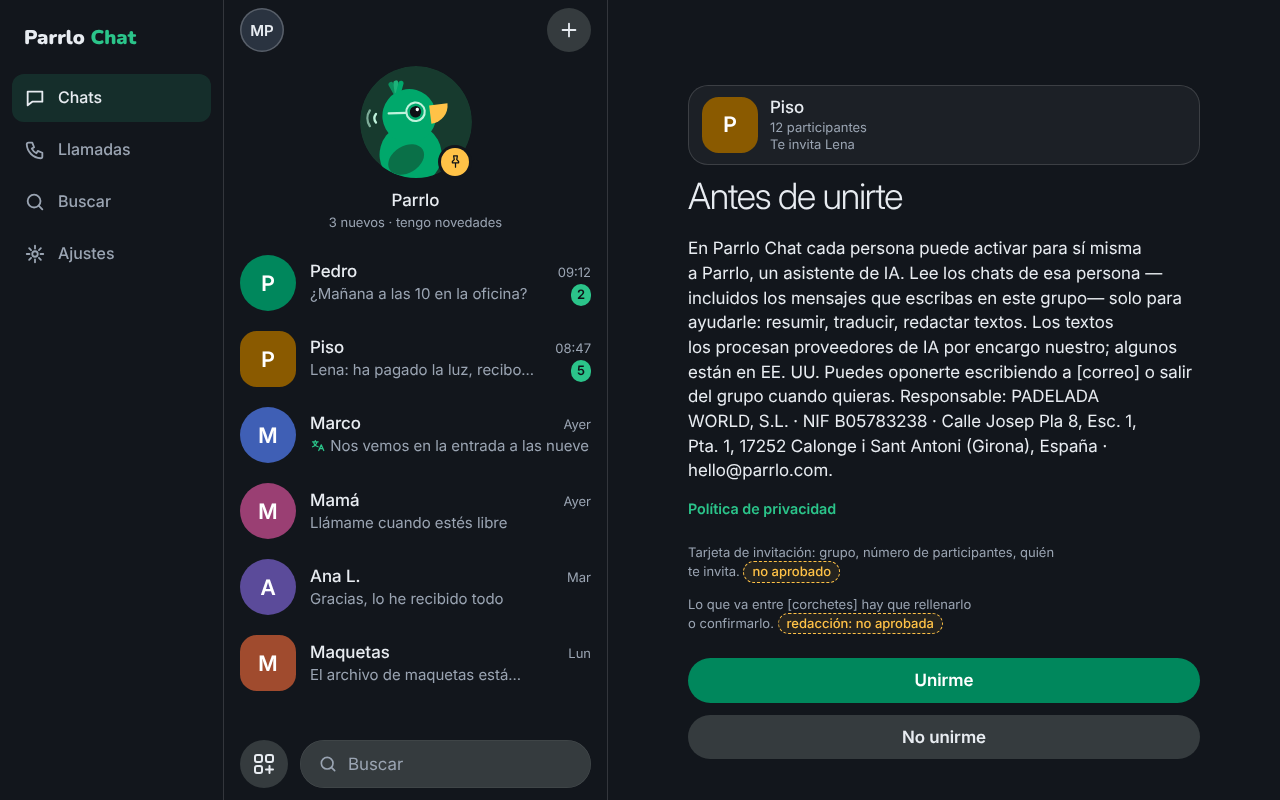 Parrlo Chat
Chats
Llamadas
Buscar
Ajustes
MP
Parrlo
3 nuevos · tengo novedades
P
Pedro
09:12
¿Mañana a las 10 en la oficina?
2
P
Piso
08:47
Lena: ha pagado la luz, recibo...
5
M
Marco
Ayer
Nos vemos en la entrada a las nueve
M
Mamá
Ayer
Llámame cuando estés libre
A
Ana L.
Mar
Gracias, lo he recibido todo
M
Maquetas
Lun
El archivo de maquetas está...
Buscar
P
Piso
12 participantes
Te invita Lena
Antes de unirte
En Parrlo Chat cada persona puede activar para sí misma
a Parrlo, un asistente de IA. Lee los chats de esa persona —
incluidos los mensajes que escribas en este grupo— solo para
ayudarle: resumir, traducir, redactar textos. Los textos
los procesan proveedores de IA por encargo nuestro; algunos
están en EE. UU. Puedes oponerte escribiendo a [correo] o salir
del grupo cuando quieras. Responsable: PADELADA
WORLD, S.L. · NIF B05783238 · Calle Josep Pla 8, Esc. 1,
Pta. 1, 17252 Calonge i Sant Antoni (Girona), España ·
hello@parrlo.com.
Política de privacidad
Tarjeta de invitación: grupo, número de participantes, quién
te invita. no aprobado
Lo que va entre [corchetes] hay que rellenarlo
o confirmarlo. redacción: no aprobada
Unirme
No unirme